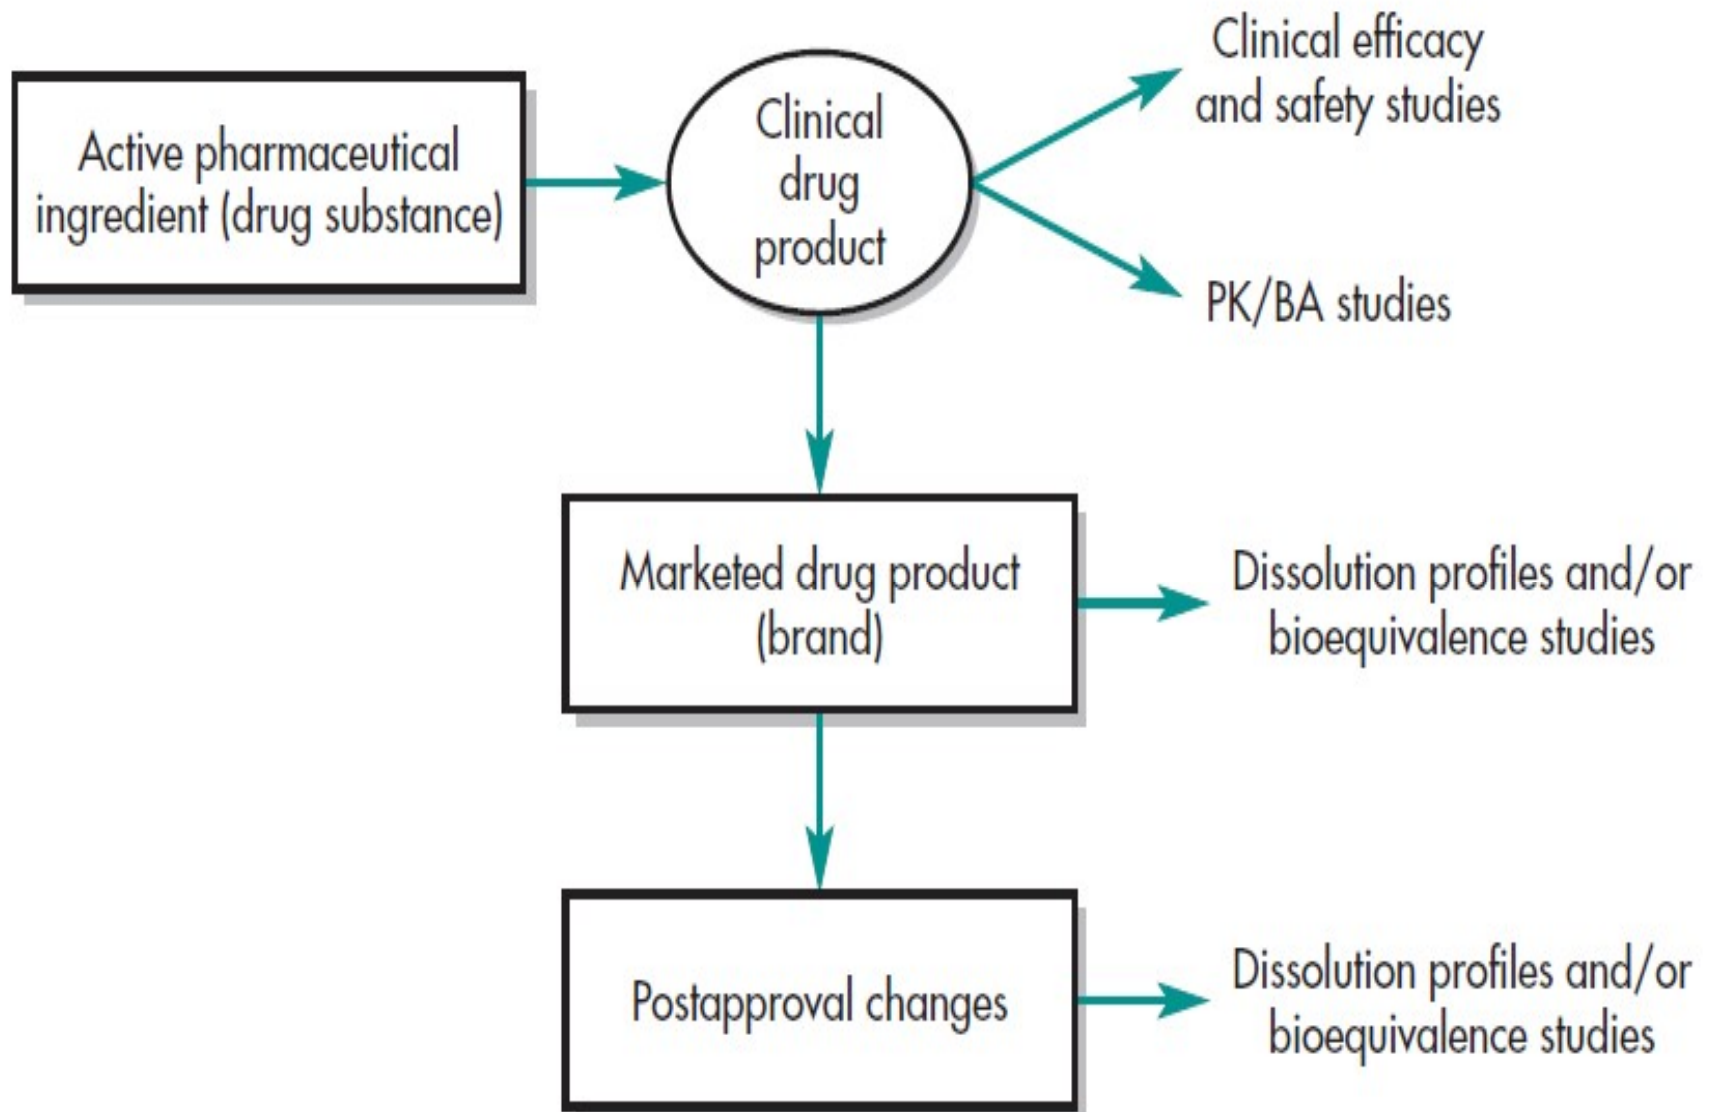 Clinical efficacy
and safety studies
Active pharmaceutical
ingredient (drug substance)
Clinical
drug
product
PK/BA studies
Marketed drug product
(brand)
Dissolution profiles and/or
bioequivalence studies
Postapproval changes
Dissolution profiles and/or
bioequivalence studies